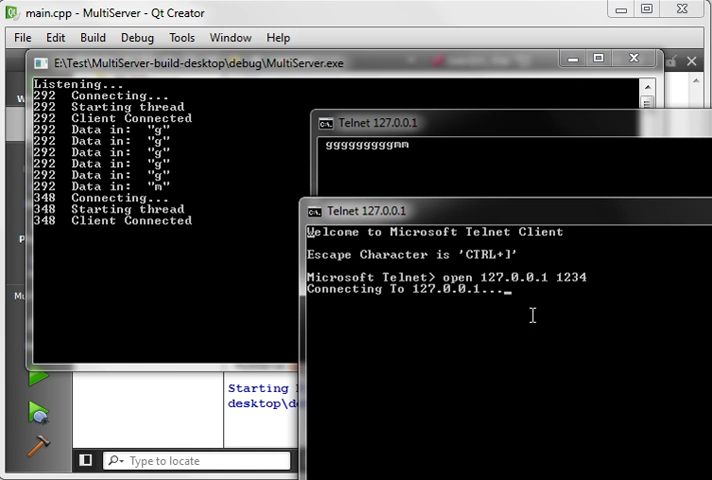 main.cpp - MultiServer - Qt Creator
File Edit Build Debug Tools Window Help
E:\Test\MultiServer-build-desktop\debug\MultiServer.exe
Listening...
292 Connecting...
292 Starting thread
292 Client Connected
292 Data in: "g"
292 Data in: "g"
292 Data in: "g"
292 Data in: "g"
292 Data in: "g"
292 Data in: "m"
348 Connecting...
348 Starting thread
348 Client Connected
Telnet 127.0.0.1
gggggggggmm
Telnet 127.0.0.1
Welcome to Microsoft Telnet Client
Escape Character is 'CTRL+]'
Microsoft Telnet> open 127.0.0.1 1234
Connecting To 127.0.0.1..._
Starting
desktop\de
Type to locate